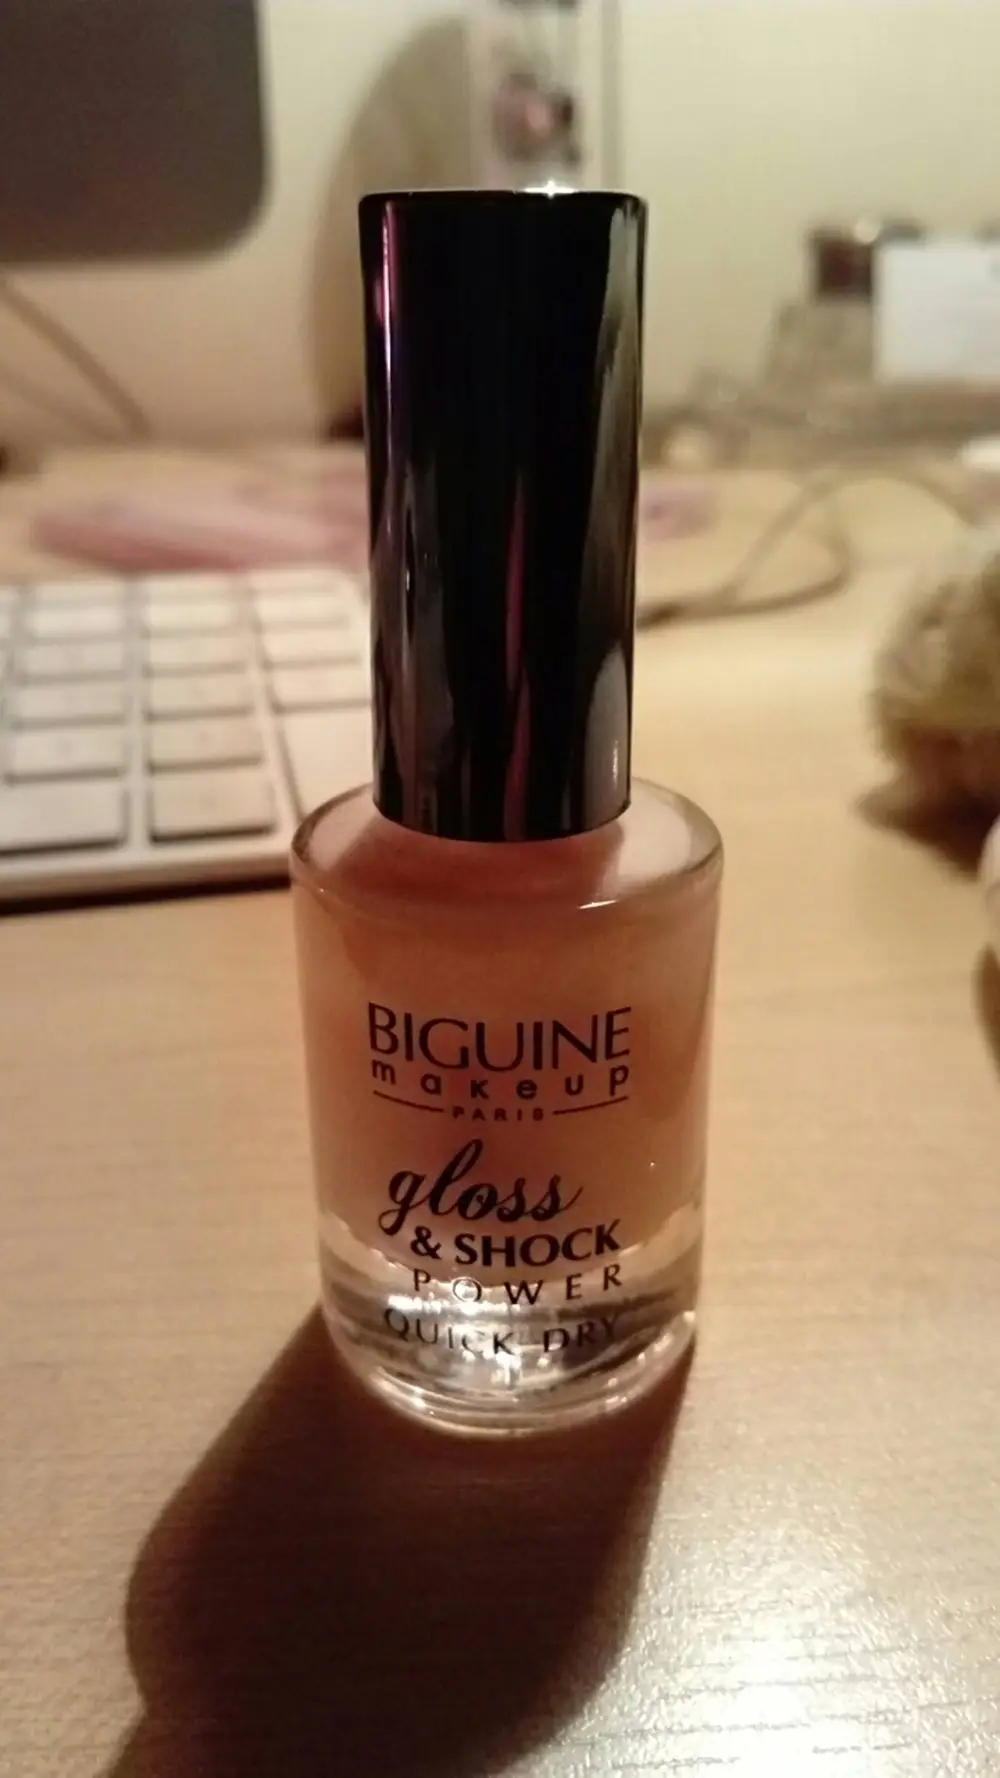 BIGUINE
makeup
PARIS
gloss
& SHOCK
POWER
QUICK DRY